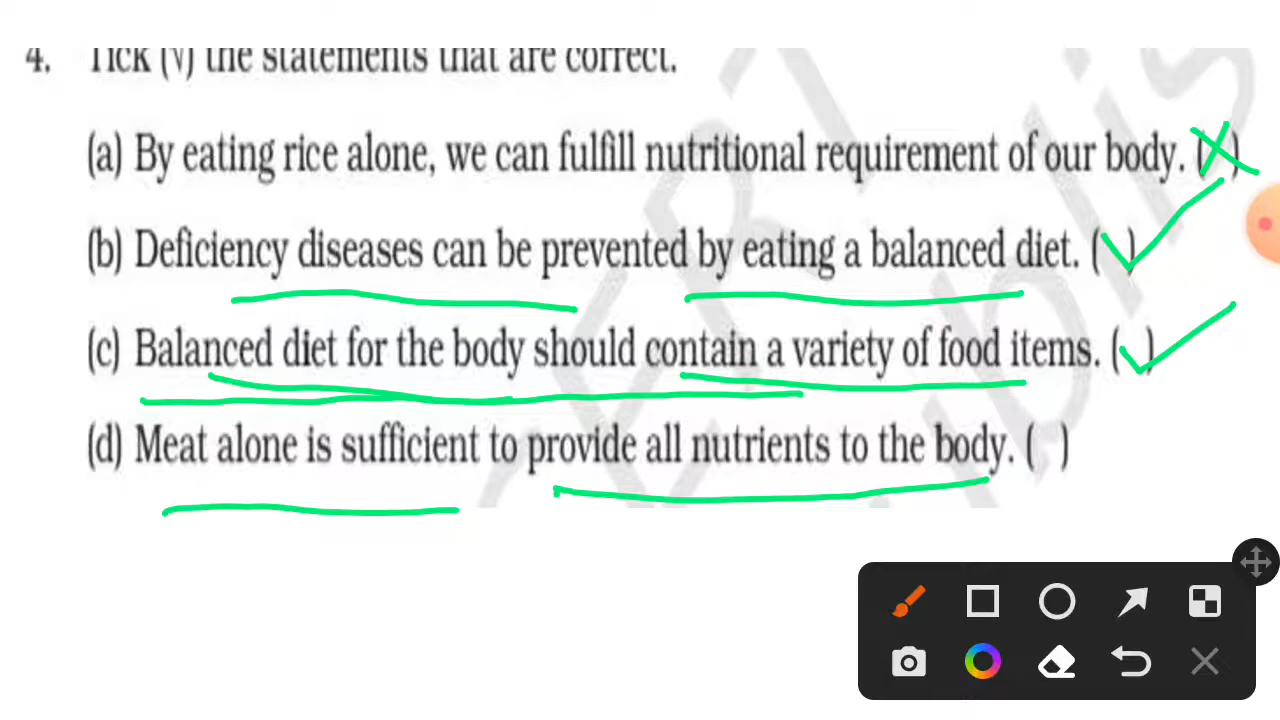 4. Tick (√) the statements that are correct.
(a) By eating rice alone, we can fulfill nutritional requirement of our body. (X)
(b) Deficiency diseases can be prevented by eating a balanced diet. (✓)
(c) Balanced diet for the body should contain a variety of food items. (✓)
(d) Meat alone is sufficient to provide all nutrients to the body. ( )